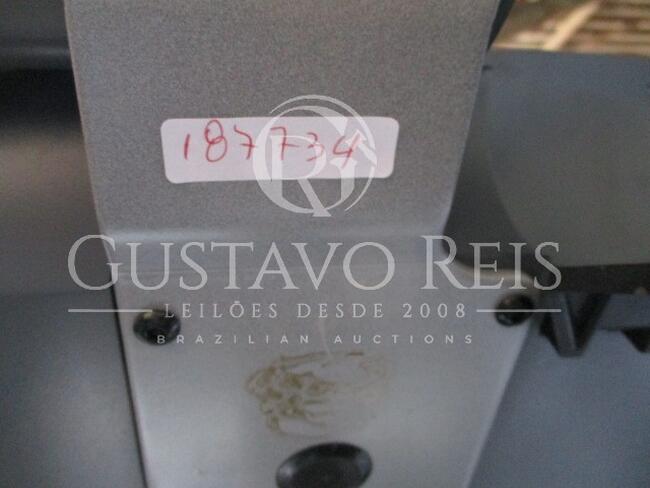 187734
GUSTAVO REIS
LEILÕES DESDE 2008
BRAZILIAN AUCTIONS